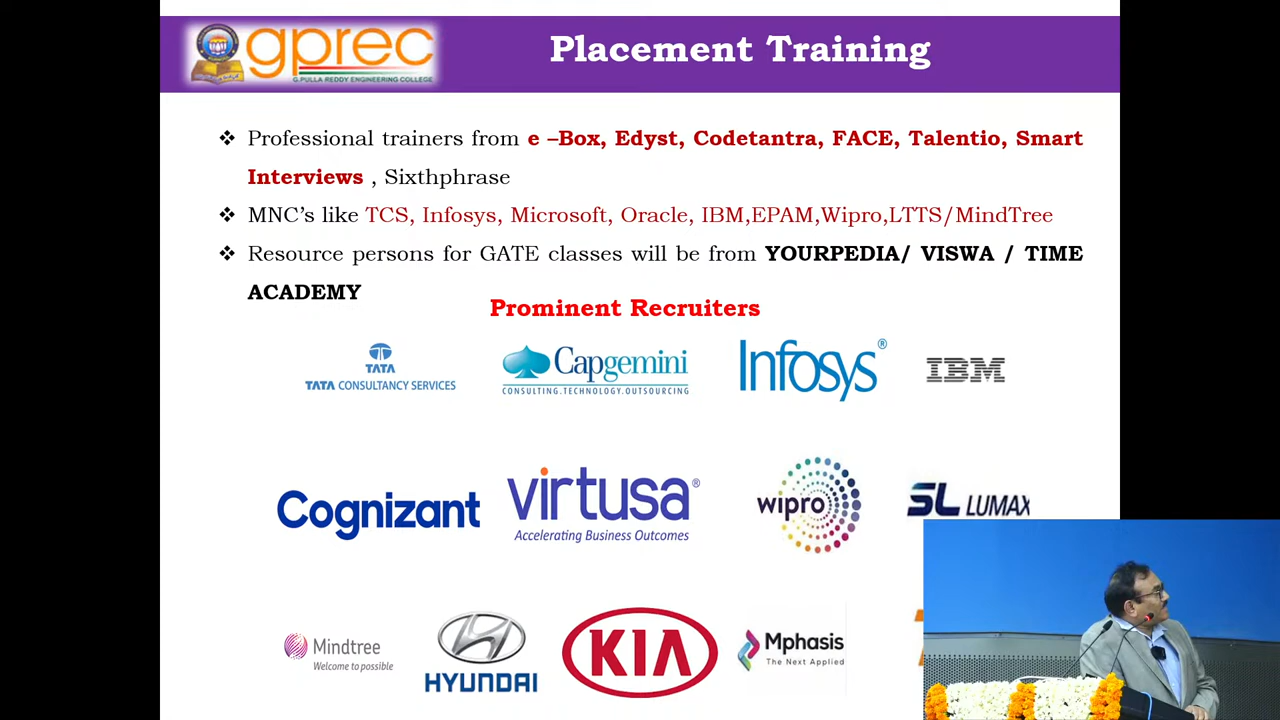 gprec
G.PULLA REDDY ENGINEERING COLLEGE
Placement Training
❖ Professional trainers from e –Box, Edyst, Codetantra, FACE, Talentio, Smart
Interviews , Sixthphrase
❖ MNC's like TCS, Infosys, Microsoft, Oracle, IBM,EPAM,Wipro,LTTS/MindTree
❖ Resource persons for GATE classes will be from YOURPEDIA/ VISWA / TIME
ACADEMY
Prominent Recruiters
TATA
TATA CONSULTANCY SERVICES
Capgemini
CONSULTING.TECHNOLOGY.OUTSOURCING
Infosys®
IBM
Cognizant
virtusa®
Accelerating Business Outcomes
wipro
SL LUMAX
Mindtree
Welcome to possible
HYUNDAI
KIA
Mphasis
The Next Applied